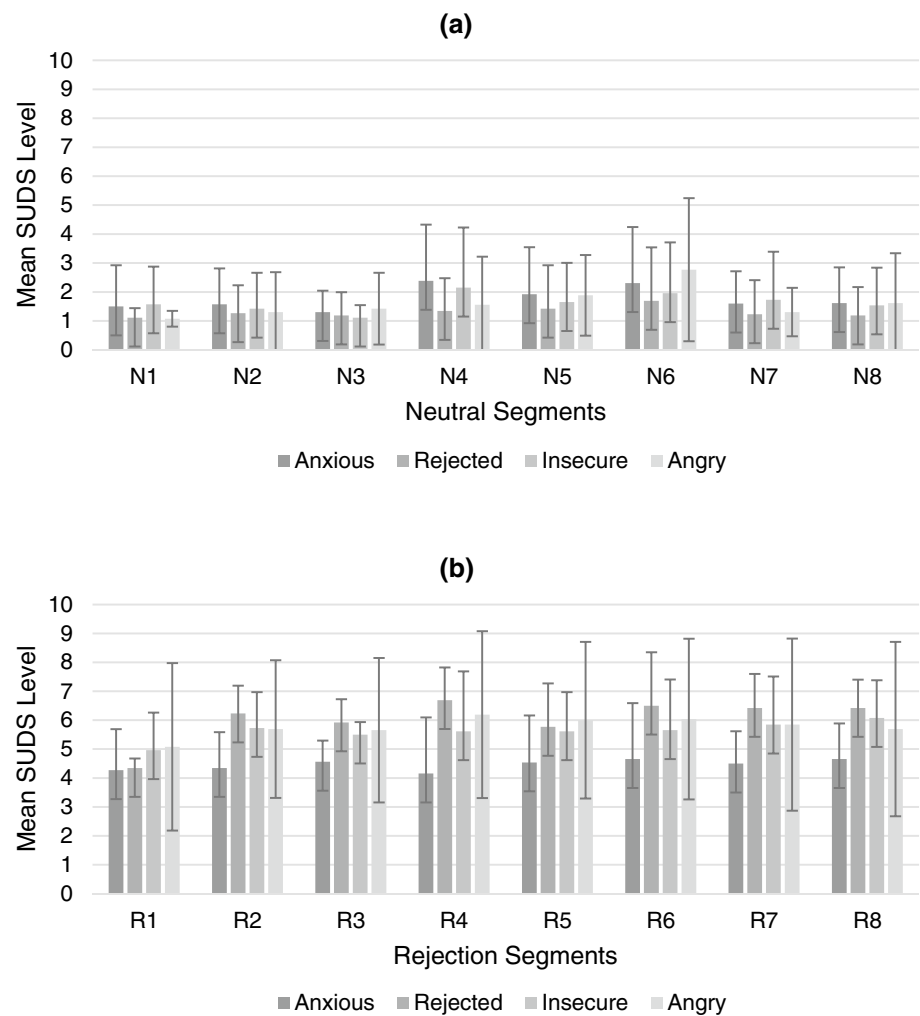 (a)
Mean SUDS Level
10
9
8
7
6
5
4
3
2
1
0
N1 N2 N3 N4 N5 N6 N7 N8
Neutral Segments
Anxious Rejected Insecure Angry
(b)
Mean SUDS Level
10
9
8
7
6
5
4
3
2
1
0
R1 R2 R3 R4 R5 R6 R7 R8
Rejection Segments
Anxious Rejected Insecure Angry